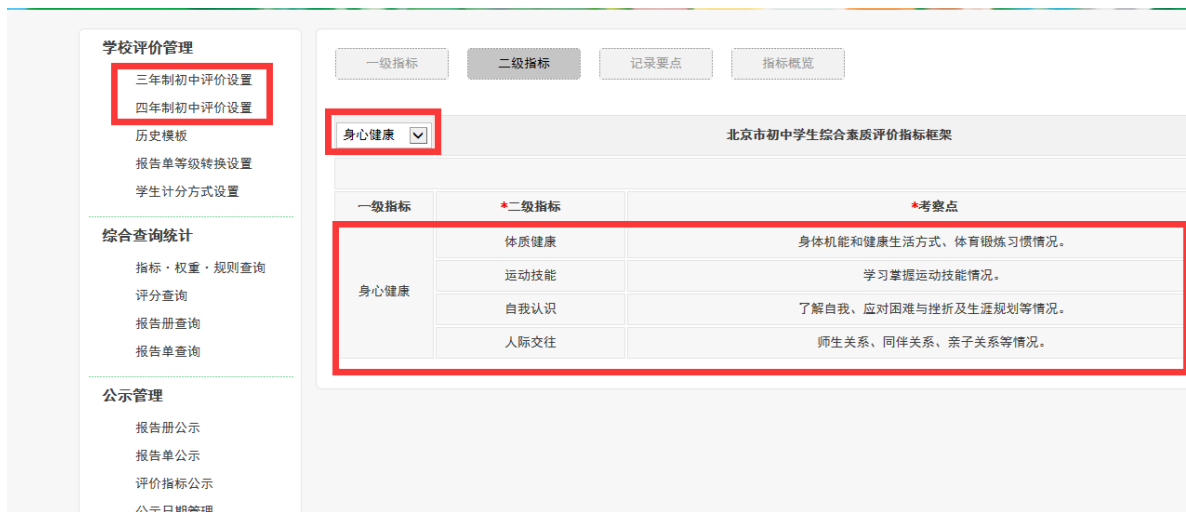 学校评价管理
三年制初中评价设置
四年制初中评价设置
历史模板
报告单等级转换设置
学生计分方式设置
综合查询统计
指标·权重·规则查询
评分查询
报告册查询
报告单查询
公示管理
报告册公示
报告单公示
评价指标公示
公示日期管理
一级指标 二级指标 记录要点 指标概览
身心健康 北京市初中学生综合素质评价指标框架
一级指标 *二级指标 *考察点
身心健康
体质健康 身体机能和健康生活方式、体育锻炼习惯情况。
运动技能 学习掌握运动技能情况。
自我认识 了解自我、应对困难与挫折及生涯规划等情况。
人际交往 师生关系、同伴关系、亲子关系等情况。